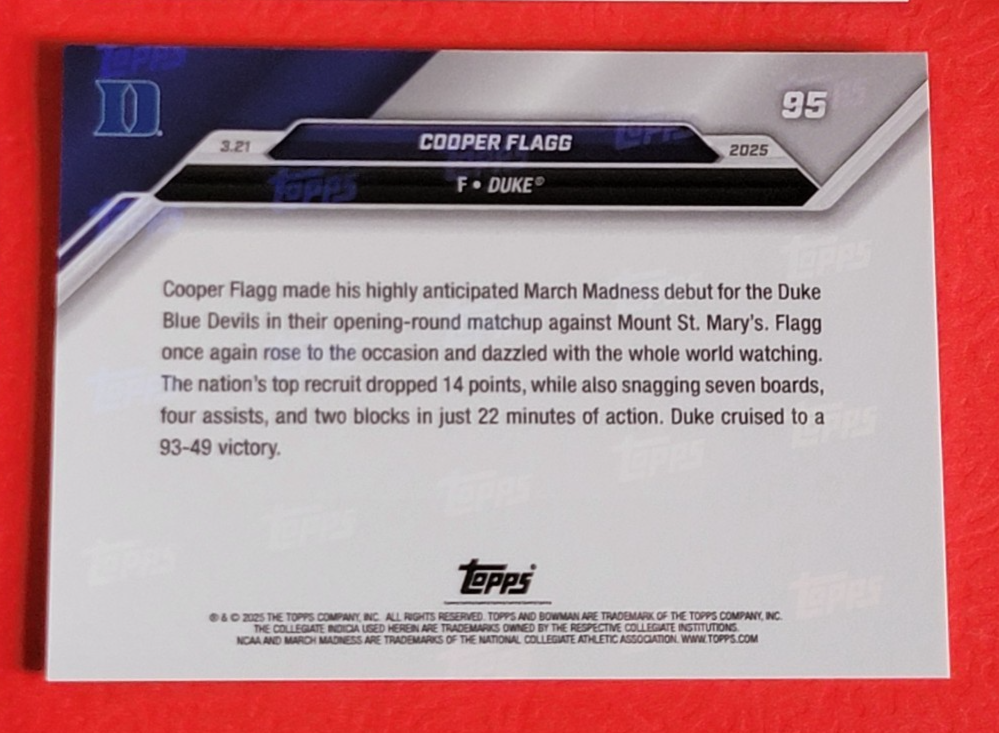 D
95
3.21
COOPER FLAGG
2025
F • DUKE®
Cooper Flagg made his highly anticipated March Madness debut for the Duke
Blue Devils in their opening-round matchup against Mount St. Mary's. Flagg
once again rose to the occasion and dazzled with the whole world watching.
The nation's top recruit dropped 14 points, while also snagging seven boards,
four assists, and two blocks in just 22 minutes of action. Duke cruised to a
93-49 victory.
Topps®
® & © 2025 THE TOPPS COMPANY, INC. ALL RIGHTS RESERVED. TOPPS AND BOWMAN ARE TRADEMARK OF THE TOPPS COMPANY, INC.
THE COLLEGIATE INDICIA USED HEREIN ARE TRADEMARKS OWNED BY THE RESPECTIVE COLLEGIATE INSTITUTIONS.
NCAA AND MARCH MADNESS ARE TRADEMARKS OF THE NATIONAL COLLEGIATE ATHLETIC ASSOCIATION. WWW.TOPPS.COM